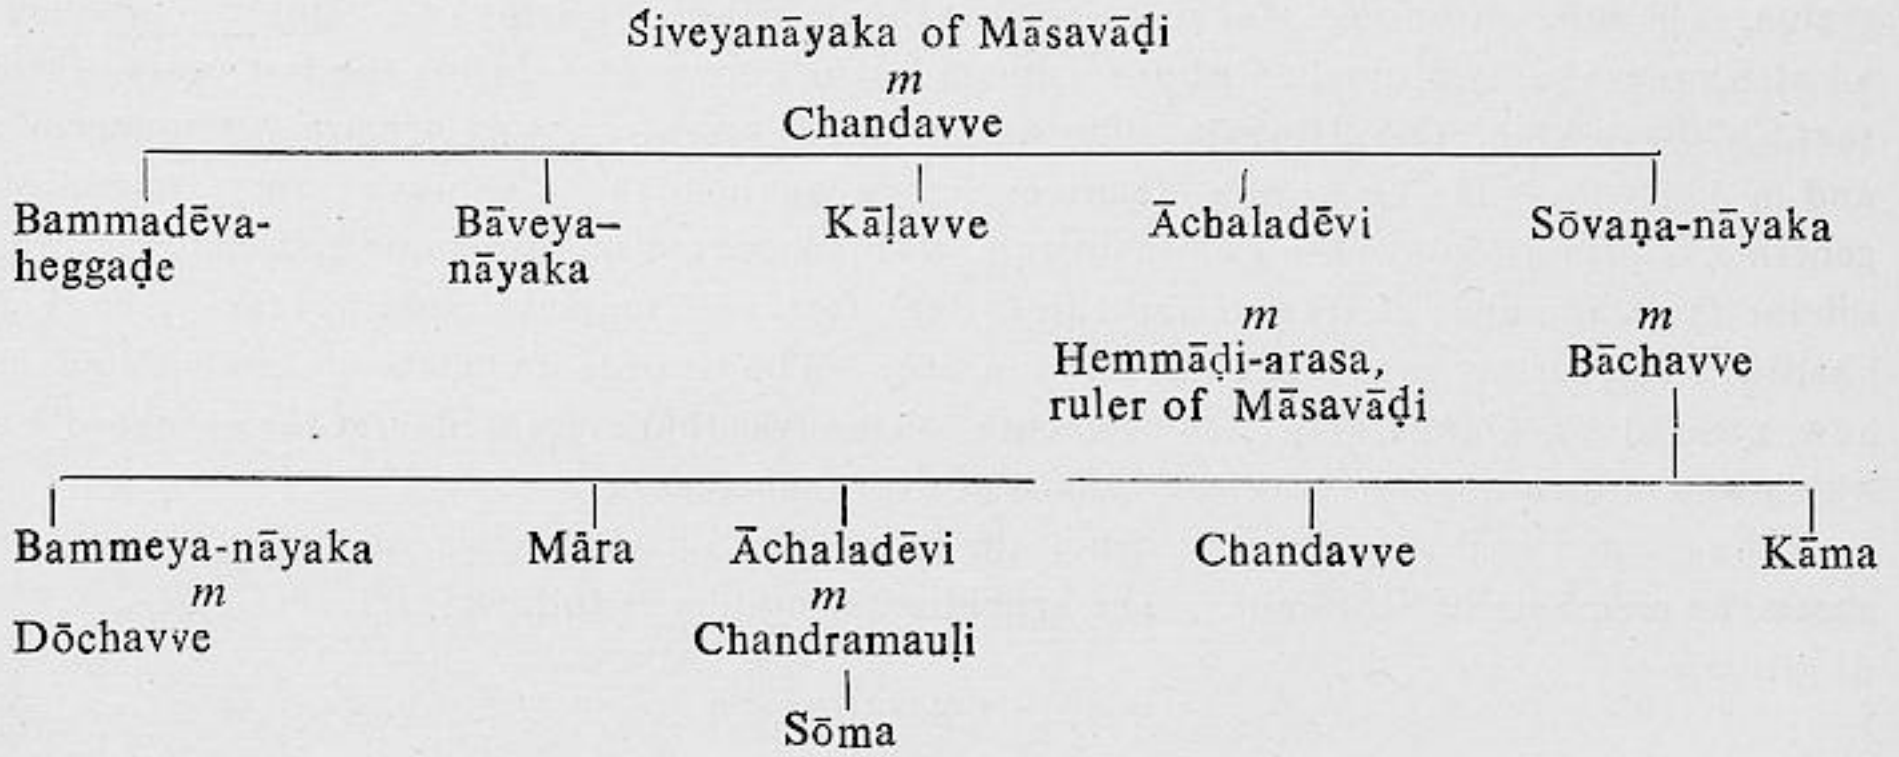 Śiveyanāyaka of Māsavāḍi
m
Chandavve
Bammadēva- Bāveya– Kāḷavve Āchaladēvi Sōvaṇa-nāyaka
heggaḍe nāyaka
m m
Hemmāḍi-arasa, Bāchavve
ruler of Māsavāḍi
Bammeya-nāyaka Māra Āchaladēvi Chandavve Kāma
m m
Dōchavve Chandramauḷi
Sōma